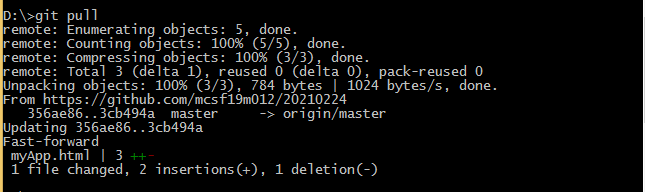 D:\>git pull
remote: Enumerating objects: 5, done.
remote: Counting objects: 100% (5/5), done.
remote: Compressing objects: 100% (3/3), done.
remote: Total 3 (delta 1), reused 0 (delta 0), pack-reused 0
Unpacking objects: 100% (3/3), 784 bytes | 1024 bytes/s, done.
From https://github.com/mcsf19m012/20210224
   356ae86..3cb494a  master     -> origin/master
Updating 356ae86..3cb494a
Fast-forward
 myApp.html | 3 ++-
 1 file changed, 2 insertions(+), 1 deletion(-)